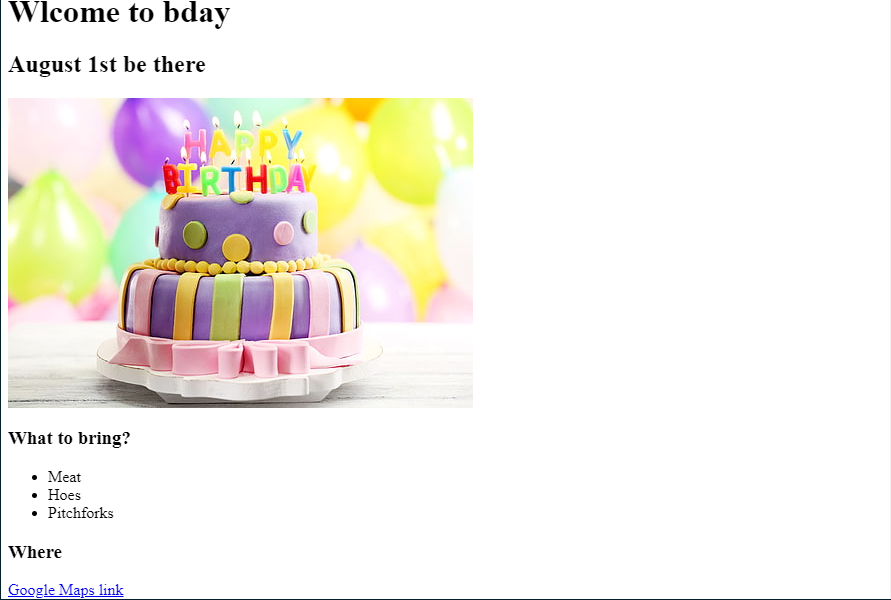 Wlcome to bday
August 1st be there
HAPPY
BIRTHDAY
What to bring?
Meat
Hoes
Pitchforks
Where
Google Maps link